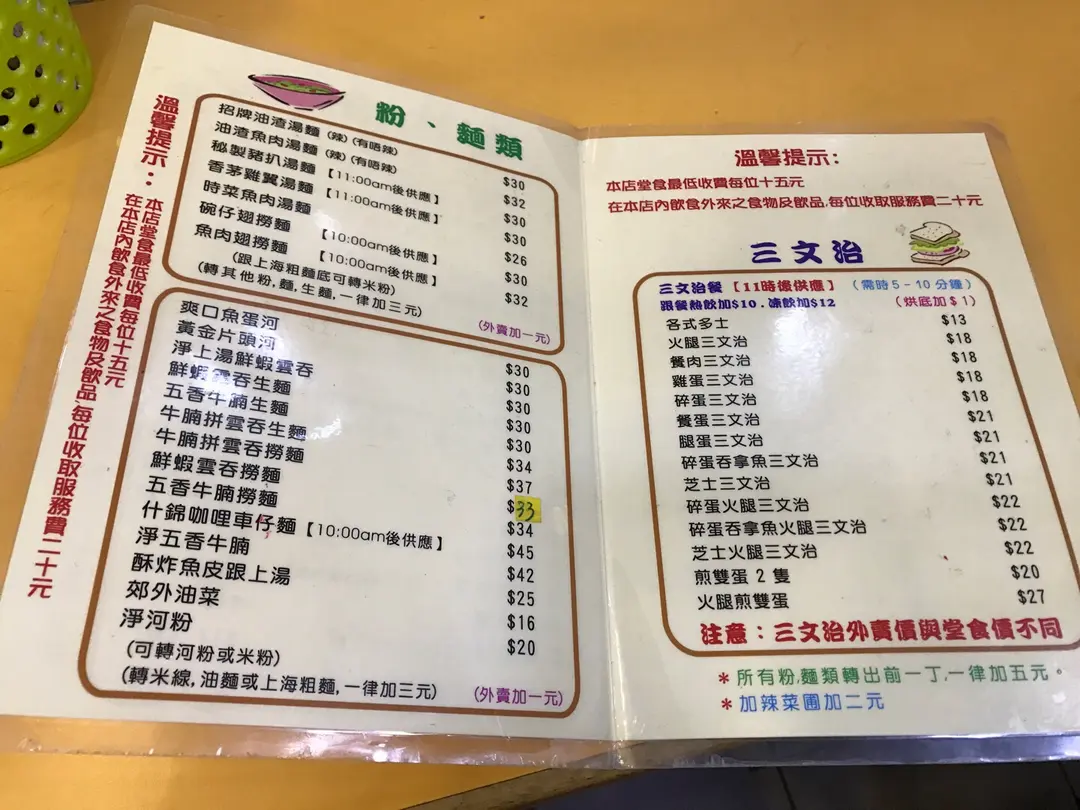 溫馨提示：
本店堂食最低收費每位十五元
在本店內飲食外來之食物及飲品,每位收取服務費二十元
粉、麵類
招牌油渣湯麵 (辣)(有唔辣) $30
油渣魚肉湯麵 (辣)(有唔辣) $32
秘製豬扒湯麵【11:00am後供應】 $30
香茅雞翼湯麵【11:00am後供應】 $30
時菜魚肉湯麵 $26
碗仔翅撈麵【10:00am後供應】 $30
魚肉翅撈麵【10:00am後供應】 $32
(跟上海粗麵底可轉米粉)
(轉其他粉,麵,生麵,一律加三元)
(外賣加一元)
爽口魚蛋河 $30
黃金片頭河 $30
淨上湯鮮蝦雲吞 $30
鮮蝦雲吞生麵 $30
五香牛腩生麵 $30
牛腩拼雲吞生麵 $34
牛腩拼雲吞撈麵 $37
鮮蝦雲吞撈麵 $33
五香牛腩撈麵 $34
什錦咖哩車仔麵【10:00am後供應】 $45
淨五香牛腩 $42
酥炸魚皮跟上湯 $25
郊外油菜 $16
淨河粉 $20
(可轉河粉或米粉)
(轉米線,油麵或上海粗麵,一律加三元)
(外賣加一元)
溫馨提示:
本店堂食最低收費每位十五元
在本店內飲食外來之食物及飲品,每位收取服務費二十元
三文治
三文治餐【11時後供應】 (需時5-10分鐘)
跟餐熱飲加$10.凍飲加$12 (烘底加$1)
各式多士 $13
火腿三文治 $18
餐肉三文治 $18
雞蛋三文治 $18
碎蛋三文治 $18
餐蛋三文治 $21
腿蛋三文治 $21
碎蛋吞拿魚三文治 $21
芝士三文治 $21
碎蛋火腿三文治 $22
碎蛋吞拿魚火腿三文治 $22
芝士火腿三文治 $22
煎雙蛋2隻 $20
火腿煎雙蛋 $27
注意：三文治外賣價與堂食價不同
*所有粉,麵類轉出前一丁,一律加五元。
*加辣菜圃加二元